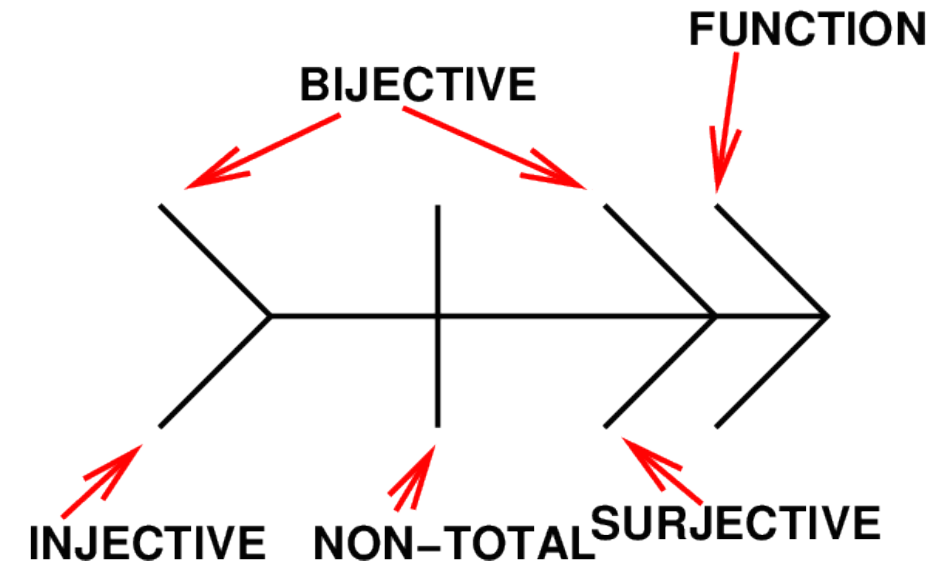 FUNCTION
BIJECTIVE
INJECTIVE
NON−TOTAL
SURJECTIVE